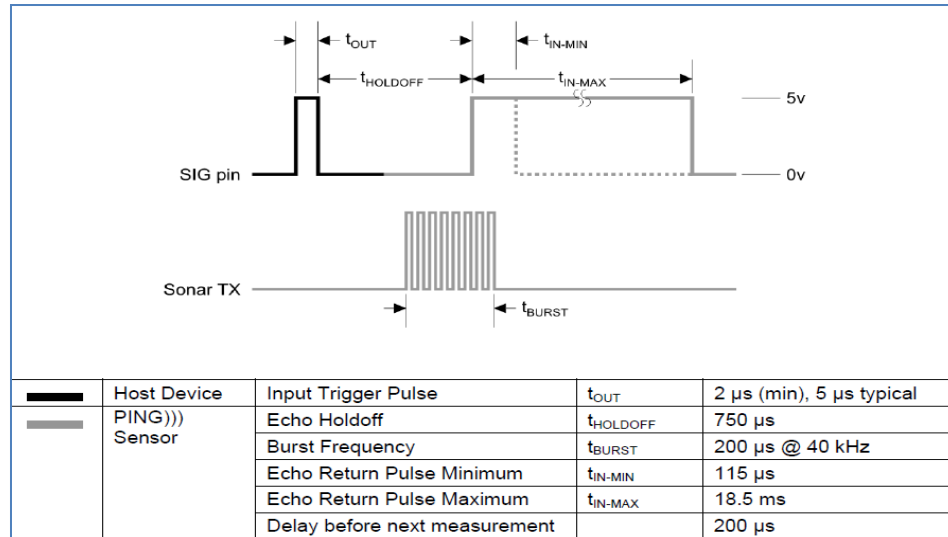 tOUT
tIN-MIN
tHOLDOFF
tIN-MAX
5v
SIG pin
0v
Sonar TX
tBURST
Host Device Input Trigger Pulse tOUT 2 µs (min), 5 µs typical
PING))) Sensor Echo Holdoff tHOLDOFF 750 µs
Burst Frequency tBURST 200 µs @ 40 kHz
Echo Return Pulse Minimum tIN-MIN 115 µs
Echo Return Pulse Maximum tIN-MAX 18.5 ms
Delay before next measurement 200 µs